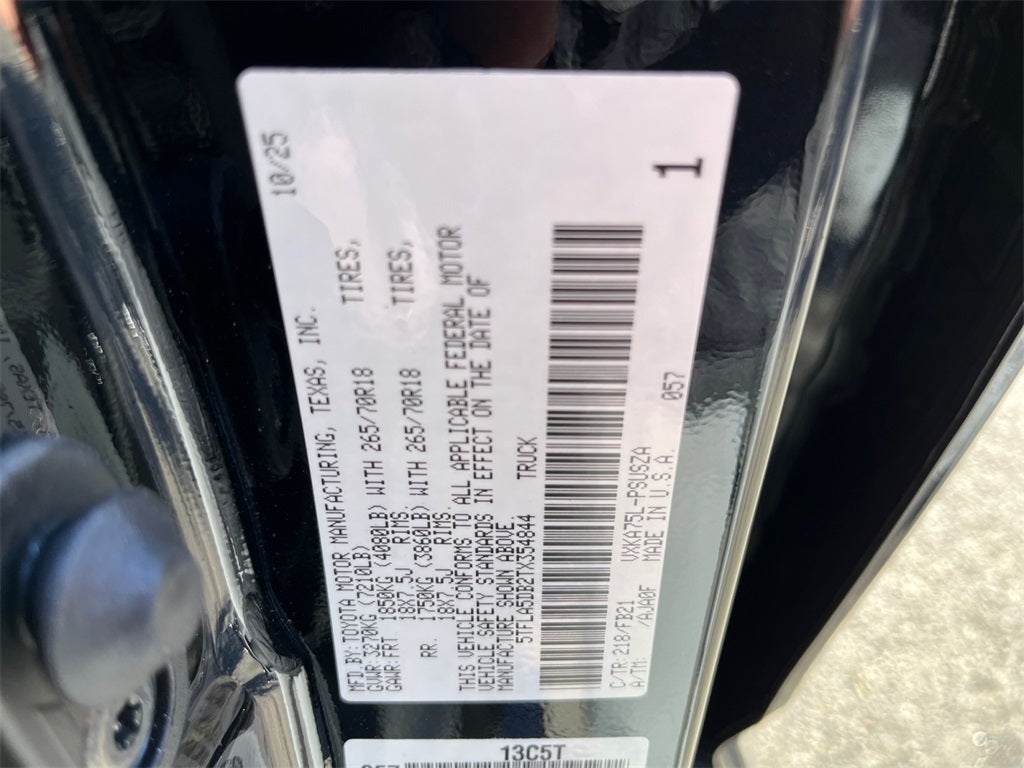 MFD.BY:TOYOTA MOTOR MANUFACTURING, TEXAS, INC. 10/25
GVWR:3270KG (7210LB)
GAWR:FRT. 1850KG (4080LB) WITH 265/70R18 TIRES,
18X7.5J RIMS.
RR. 1750KG (3860LB) WITH 265/70R18 TIRES,
18X7.5J RIMS.
THIS VEHICLE CONFORMS TO ALL APPLICABLE FEDERAL MOTOR
VEHICLE SAFETY STANDARDS IN EFFECT ON THE DATE OF
MANUFACTURE SHOWN ABOVE.
5TFLA5DB2TX354844 TRUCK
C/TR:218/FB21 VXKA75L-PSUSZA 057
A/TM: /AJA0F MADE IN U.S.A.
1
13C5T